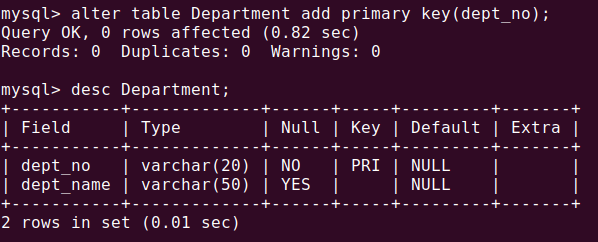 mysql> alter table Department add primary key(dept_no);
Query OK, 0 rows affected (0.82 sec)
Records: 0  Duplicates: 0  Warnings: 0

mysql> desc Department;
+-----------+-------------+------+-----+---------+-------+
| Field     | Type        | Null | Key | Default | Extra |
+-----------+-------------+------+-----+---------+-------+
| dept_no   | varchar(20) | NO   | PRI | NULL    |       |
| dept_name | varchar(50) | YES  |     | NULL    |       |
+-----------+-------------+------+-----+---------+-------+
2 rows in set (0.01 sec)